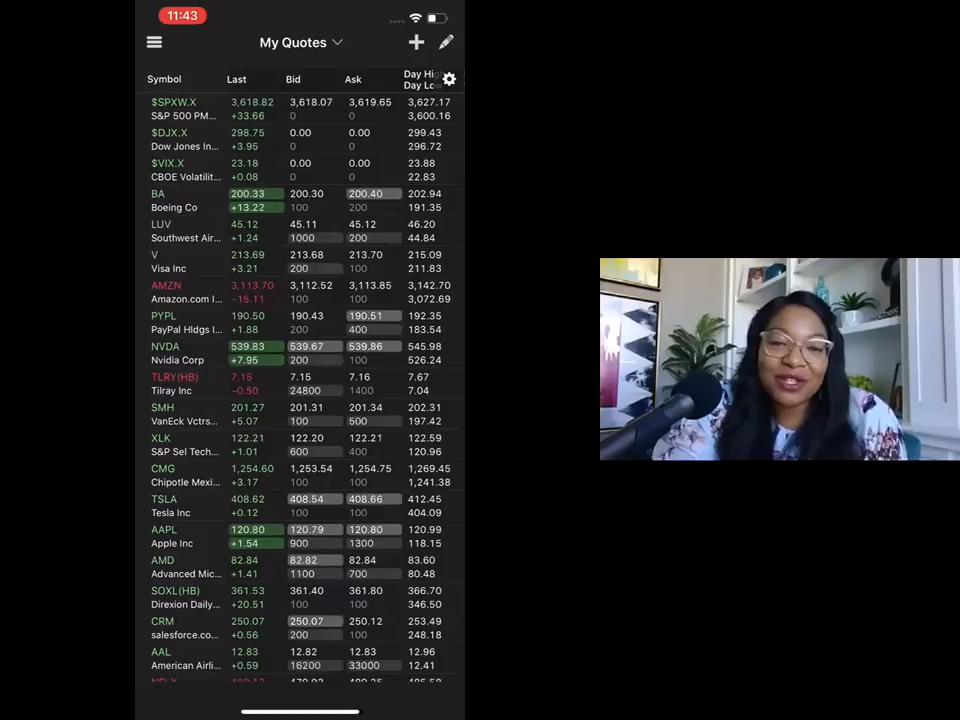 11:43
My Quotes
Symbol Last Bid Ask Day Hi
Day Lo
$SPXW.X 3,618.82 3,618.07 3,619.65 3,627.17
S&P 500 PM... +33.66 0 0 3,600.16
$DJX.X 298.75 0.00 0.00 299.43
Dow Jones In... +3.95 0 0 296.72
$VIX.X 23.18 0.00 0.00 23.88
CBOE Volatilit... +0.08 0 0 22.83
BA 200.33 200.30 200.40 202.94
Boeing Co +13.22 100 200 191.35
LUV 45.12 45.11 45.12 46.20
Southwest Air... +1.24 1000 200 44.84
V 213.69 213.68 213.70 215.09
Visa Inc +3.21 200 100 211.83
AMZN 3,113.70 3,112.52 3,113.85 3,142.70
Amazon.com I... -15.11 100 100 3,072.69
PYPL 190.50 190.43 190.51 192.35
PayPal Hldgs I... +1.88 200 400 183.54
NVDA 539.83 539.67 539.86 545.98
Nvidia Corp +7.95 200 100 526.24
TLRY(HB) 7.15 7.15 7.16 7.67
Tilray Inc -0.50 24800 1400 7.04
SMH 201.27 201.31 201.34 202.31
VanEck Vctrs... +5.07 100 500 197.42
XLK 122.21 122.20 122.21 122.59
S&P Sel Tech... +1.01 600 400 120.96
CMG 1,254.60 1,253.54 1,254.75 1,269.45
Chipotle Mexi... +3.17 100 100 1,241.38
TSLA 408.62 408.54 408.66 412.45
Tesla Inc +0.12 100 100 404.09
AAPL 120.80 120.79 120.80 120.99
Apple Inc +1.54 900 1300 118.15
AMD 82.84 82.82 82.84 83.60
Advanced Mic... +1.41 1100 700 80.48
SOXL(HB) 361.53 361.40 361.80 366.70
Direxion Daily... +20.51 100 100 346.50
CRM 250.07 250.07 250.12 253.49
salesforce.co... +0.56 200 100 248.18
AAL 12.83 12.82 12.83 12.96
American Airli... +0.59 16200 33000 12.41